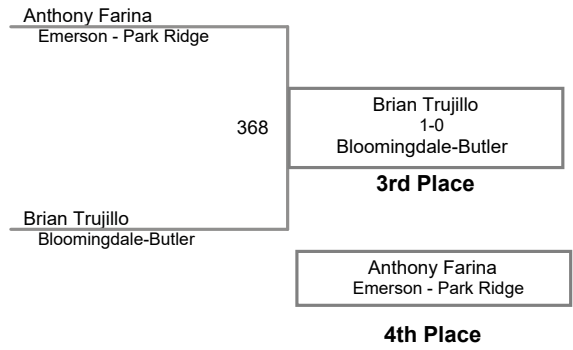 Anthony Farina
Emerson - Park Ridge
368
Brian Trujillo
1-0
Bloomingdale-Butler
3rd Place
Brian Trujillo
Bloomingdale-Butler
Anthony Farina
Emerson - Park Ridge
4th Place